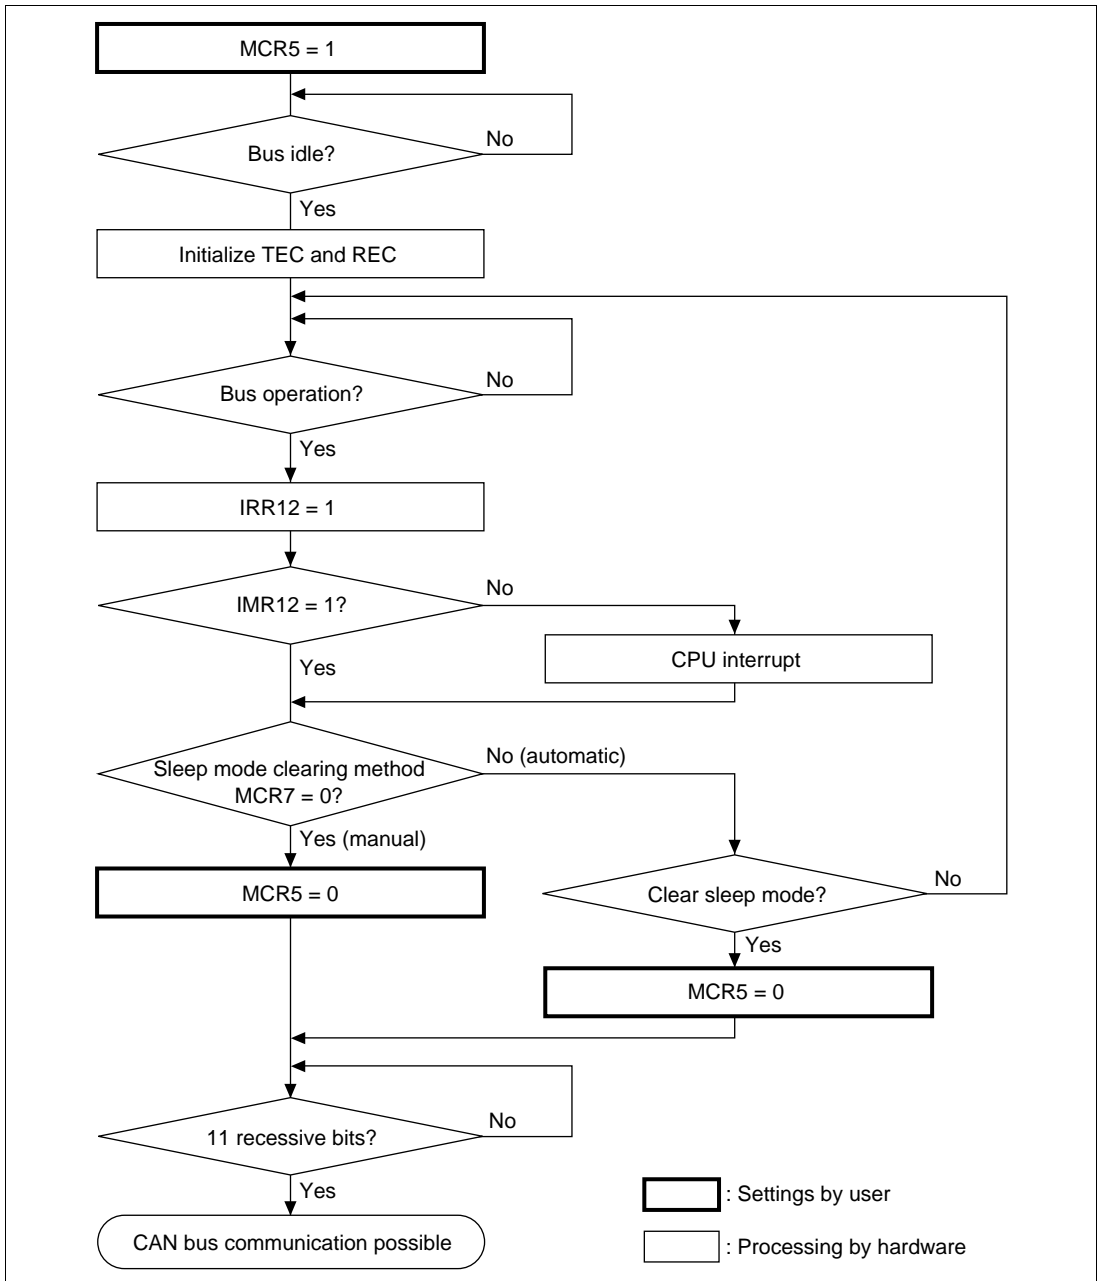 MCR5 = 1
Bus idle?
No
Yes
Initialize TEC and REC
Bus operation?
No
Yes
IRR12 = 1
IMR12 = 1?
No
Yes
CPU interrupt
Sleep mode clearing method
MCR7 = 0?
No (automatic)
Yes (manual)
MCR5 = 0
Clear sleep mode?
No
Yes
MCR5 = 0
11 recessive bits?
No
Yes
CAN bus communication possible
: Settings by user
: Processing by hardware